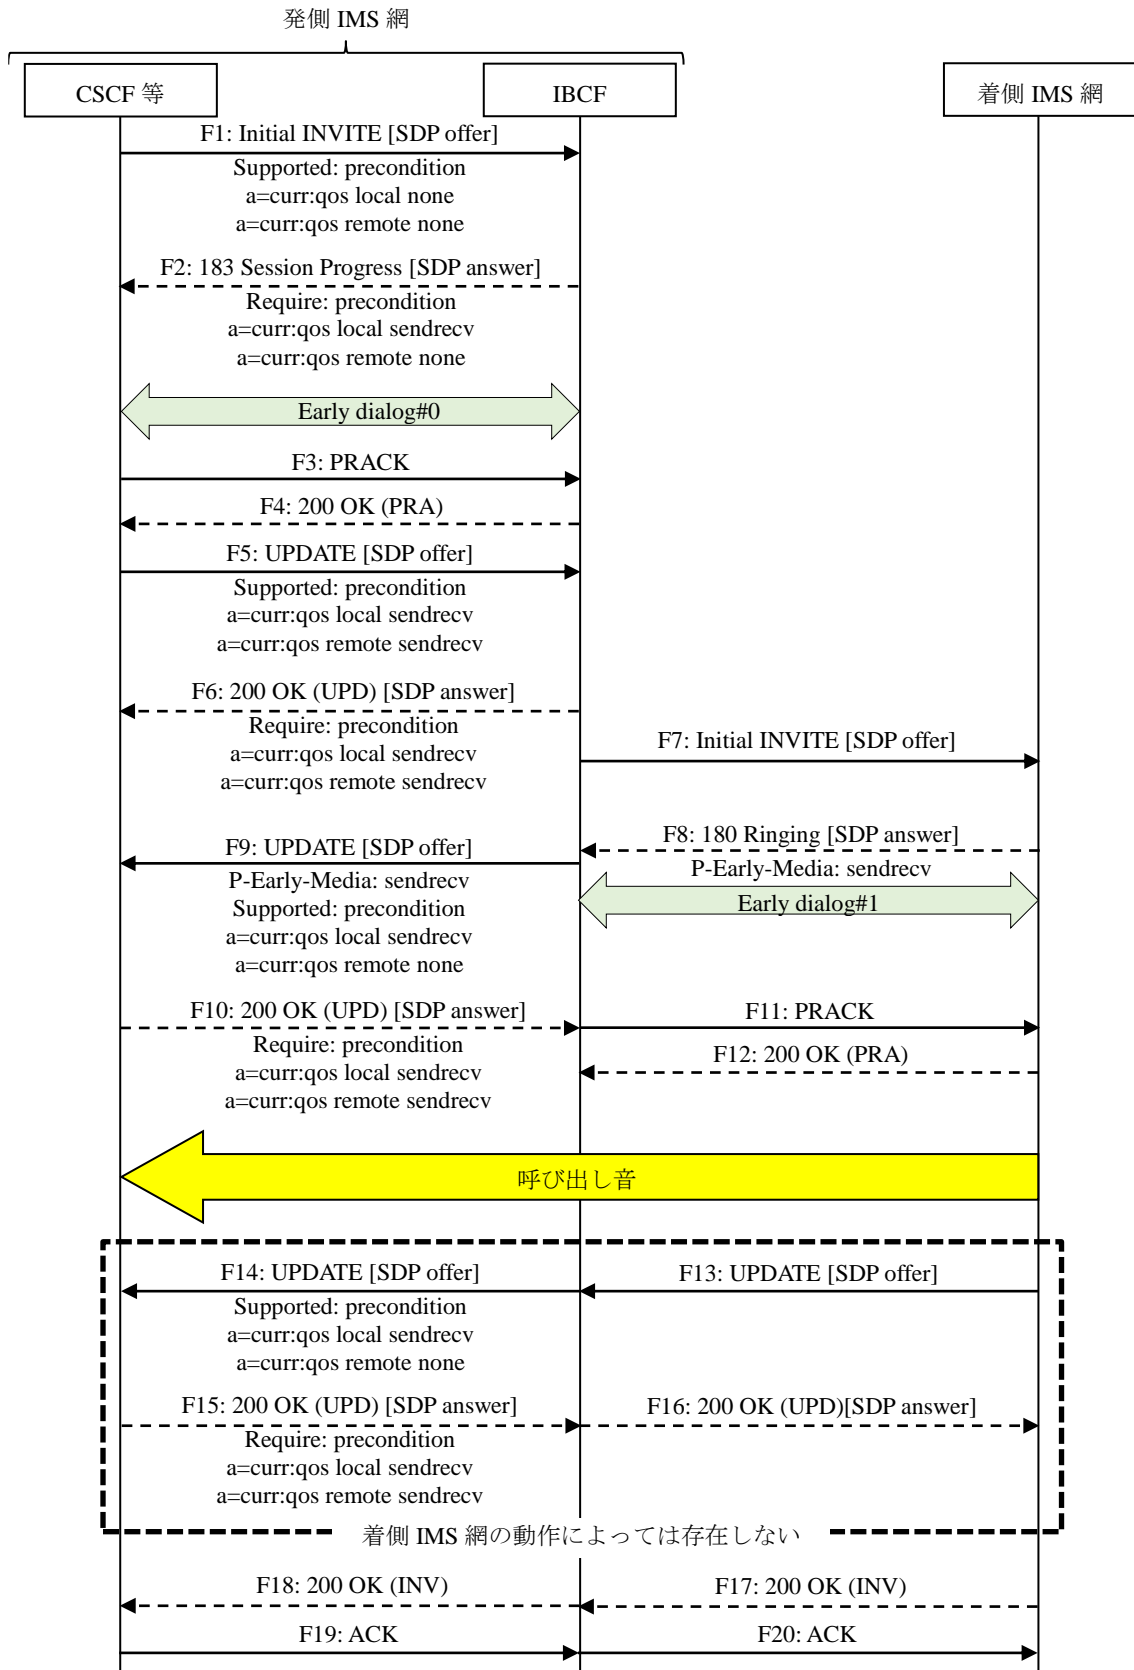 発側 IMS 網
CSCF 等
IBCF
着側 IMS 網
F1: Initial INVITE [SDP offer]
Supported: precondition
a=curr:qos local none
a=curr:qos remote none
F2: 183 Session Progress [SDP answer]
Require: precondition
a=curr:qos local sendrecv
a=curr:qos remote none
Early dialog#0
F3: PRACK
F4: 200 OK (PRA)
F5: UPDATE [SDP offer]
Supported: precondition
a=curr:qos local sendrecv
a=curr:qos remote sendrecv
F6: 200 OK (UPD) [SDP answer]
Require: precondition
a=curr:qos local sendrecv
a=curr:qos remote sendrecv
F7: Initial INVITE [SDP offer]
F8: 180 Ringing [SDP answer]
P-Early-Media: sendrecv
Early dialog#1
F9: UPDATE [SDP offer]
P-Early-Media: sendrecv
Supported: precondition
a=curr:qos local sendrecv
a=curr:qos remote none
F10: 200 OK (UPD) [SDP answer]
Require: precondition
a=curr:qos local sendrecv
a=curr:qos remote sendrecv
F11: PRACK
F12: 200 OK (PRA)
呼び出し音
F14: UPDATE [SDP offer]
F13: UPDATE [SDP offer]
Supported: precondition
a=curr:qos local sendrecv
a=curr:qos remote none
F15: 200 OK (UPD) [SDP answer]
F16: 200 OK (UPD)[SDP answer]
Require: precondition
a=curr:qos local sendrecv
a=curr:qos remote sendrecv
着側 IMS 網の動作によっては存在しない
F18: 200 OK (INV)
F17: 200 OK (INV)
F19: ACK
F20: ACK